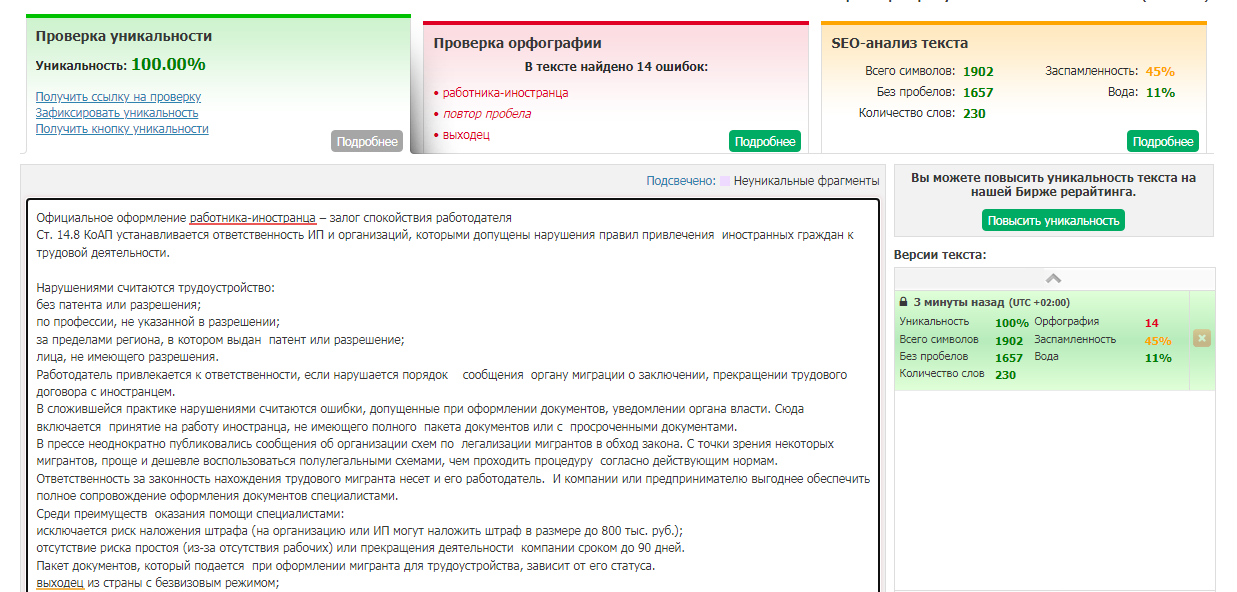 Проверка уникальности
Уникальность: 100.00%
Получить ссылку на проверку
Зафиксировать уникальность
Получить кнопку уникальности
Подробнее
Проверка орфографии
В тексте найдено 14 ошибок:
• работника-иностранца
• повтор пробела
• выходец
Подробнее
SEO-анализ текста
Всего символов: 1902
Без пробелов: 1657
Количество слов: 230
Заспамленность: 45%
Вода: 11%
Подробнее
Подсвечено: Неуникальные фрагменты
Официальное оформление работника-иностранца – залог спокойствия работодателя
Ст. 14.8 КоАП устанавливается ответственность ИП и организаций, которыми допущены нарушения правил привлечения  иностранных граждан к
трудовой деятельности.
Нарушениями считаются трудоустройство:
без патента или разрешения;
по профессии, не указанной в разрешении;
за пределами региона, в котором выдан  патент или разрешение;
лица, не имеющего разрешения.
Работодатель привлекается к ответственности, если нарушается порядок    сообщения  органу миграции о заключении, прекращении трудового
договора с иностранцем.
В сложившейся практике нарушениями считаются ошибки, допущенные при оформлении документов, уведомлении органа власти. Сюда
включается  принятие на работу иностранца, не имеющего полного  пакета документов или с  просроченными документами.
В прессе неоднократно публиковались сообщения об организации схем по  легализации мигрантов в обход закона. С точки зрения некоторых
мигрантов, проще и дешевле воспользоваться полулегальными схемами, чем проходить процедуру  согласно действующим нормам.
Ответственность за законность нахождения трудового мигранта несет и его работодатель.  И компании или предпринимателю выгоднее обеспечить
полное сопровождение оформления документов специалистами.
Среди преимуществ  оказания помощи специалистами:
исключается риск наложения штрафа (на организацию или ИП могут наложить штраф в размере до 800 тыс. руб.);
отсутствие риска простоя (из-за отсутствия рабочих) или прекращения деятельности  компании сроком до 90 дней.
Пакет документов, который подается  при оформлении мигранта для трудоустройства, зависит от его статуса.
выходец из страны с безвизовым режимом;
Вы можете повысить уникальность текста на
нашей Бирже рерайтинга.
Повысить уникальность
Версии текста:
3 минуты назад (UTC +02:00)
Уникальность 100% Орфография 14
Всего символов 1902 Заспамленность 45%
Без пробелов 1657 Вода 11%
Количество слов 230